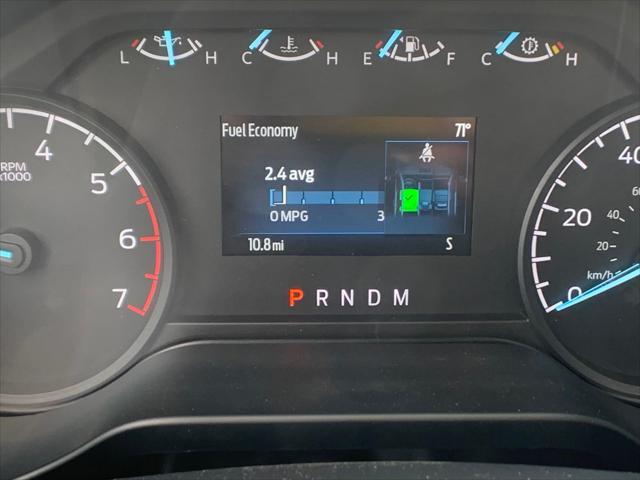 L H C H E F C H
Fuel Economy 71°
2.4 avg
0 MPG 3
10.8 mi S
P R N D M
RPM
x1000
4
5
6
7
40
20
0
60
40
20
km/h